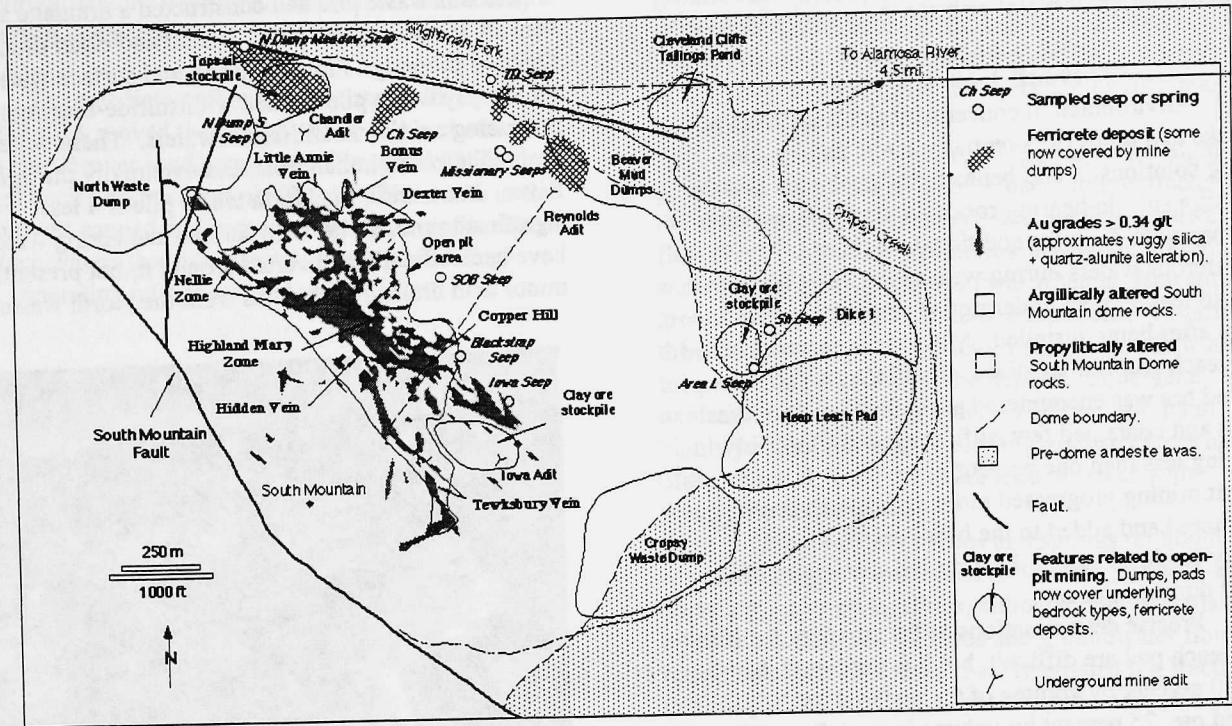 N Dump Meadow Seep
Wightman Fork
Topsoil
stockpile
TD Seep
Cleveland Cliffs
Tailings Pond
To Alamosa River,
4.5 mi.
N Dump S.
Seep
Chandler
Adit
Ch Seep
Bonus
Vein
Little Annie
Vein
Missionary Seeps
Beaver
Mud
Dumps
North Waste
Dump
Dexter Vein
Reynolds
Adit
Cropsy Creek
Open pit
area
SOB Seep
Nellie
Zone
Clay ore
stockpile
Sb Seep
Dike 1
Copper Hill
Highland Mary
Zone
Blackstrap
Seep
Area L Seep
Iowa Seep
Hidden Vein
Clay ore
stockpile
Heap Leach Pad
South Mountain
Fault
Iowa Adit
South Mountain
Tewksbury Vein
Cropsy
Waste Dump
250 m
1000 ft
N
Ch Seep
Sampled seep or spring
Ferricrete deposit (some
now covered by mine
dumps)
Au grades > 0.34 g/t
(approximates vuggy silica
+ quartz-alunite alteration).
Argillically altered South
Mountain dome rocks.
Propylitically altered
South Mountain Dome
rocks.
Dome boundary.
Pre-dome andesite lavas.
Fault.
Clay ore
stockpile
Features related to open-
pit mining. Dumps, pads
now cover underlying
bedrock types, ferricrete
deposits.
Underground mine adit